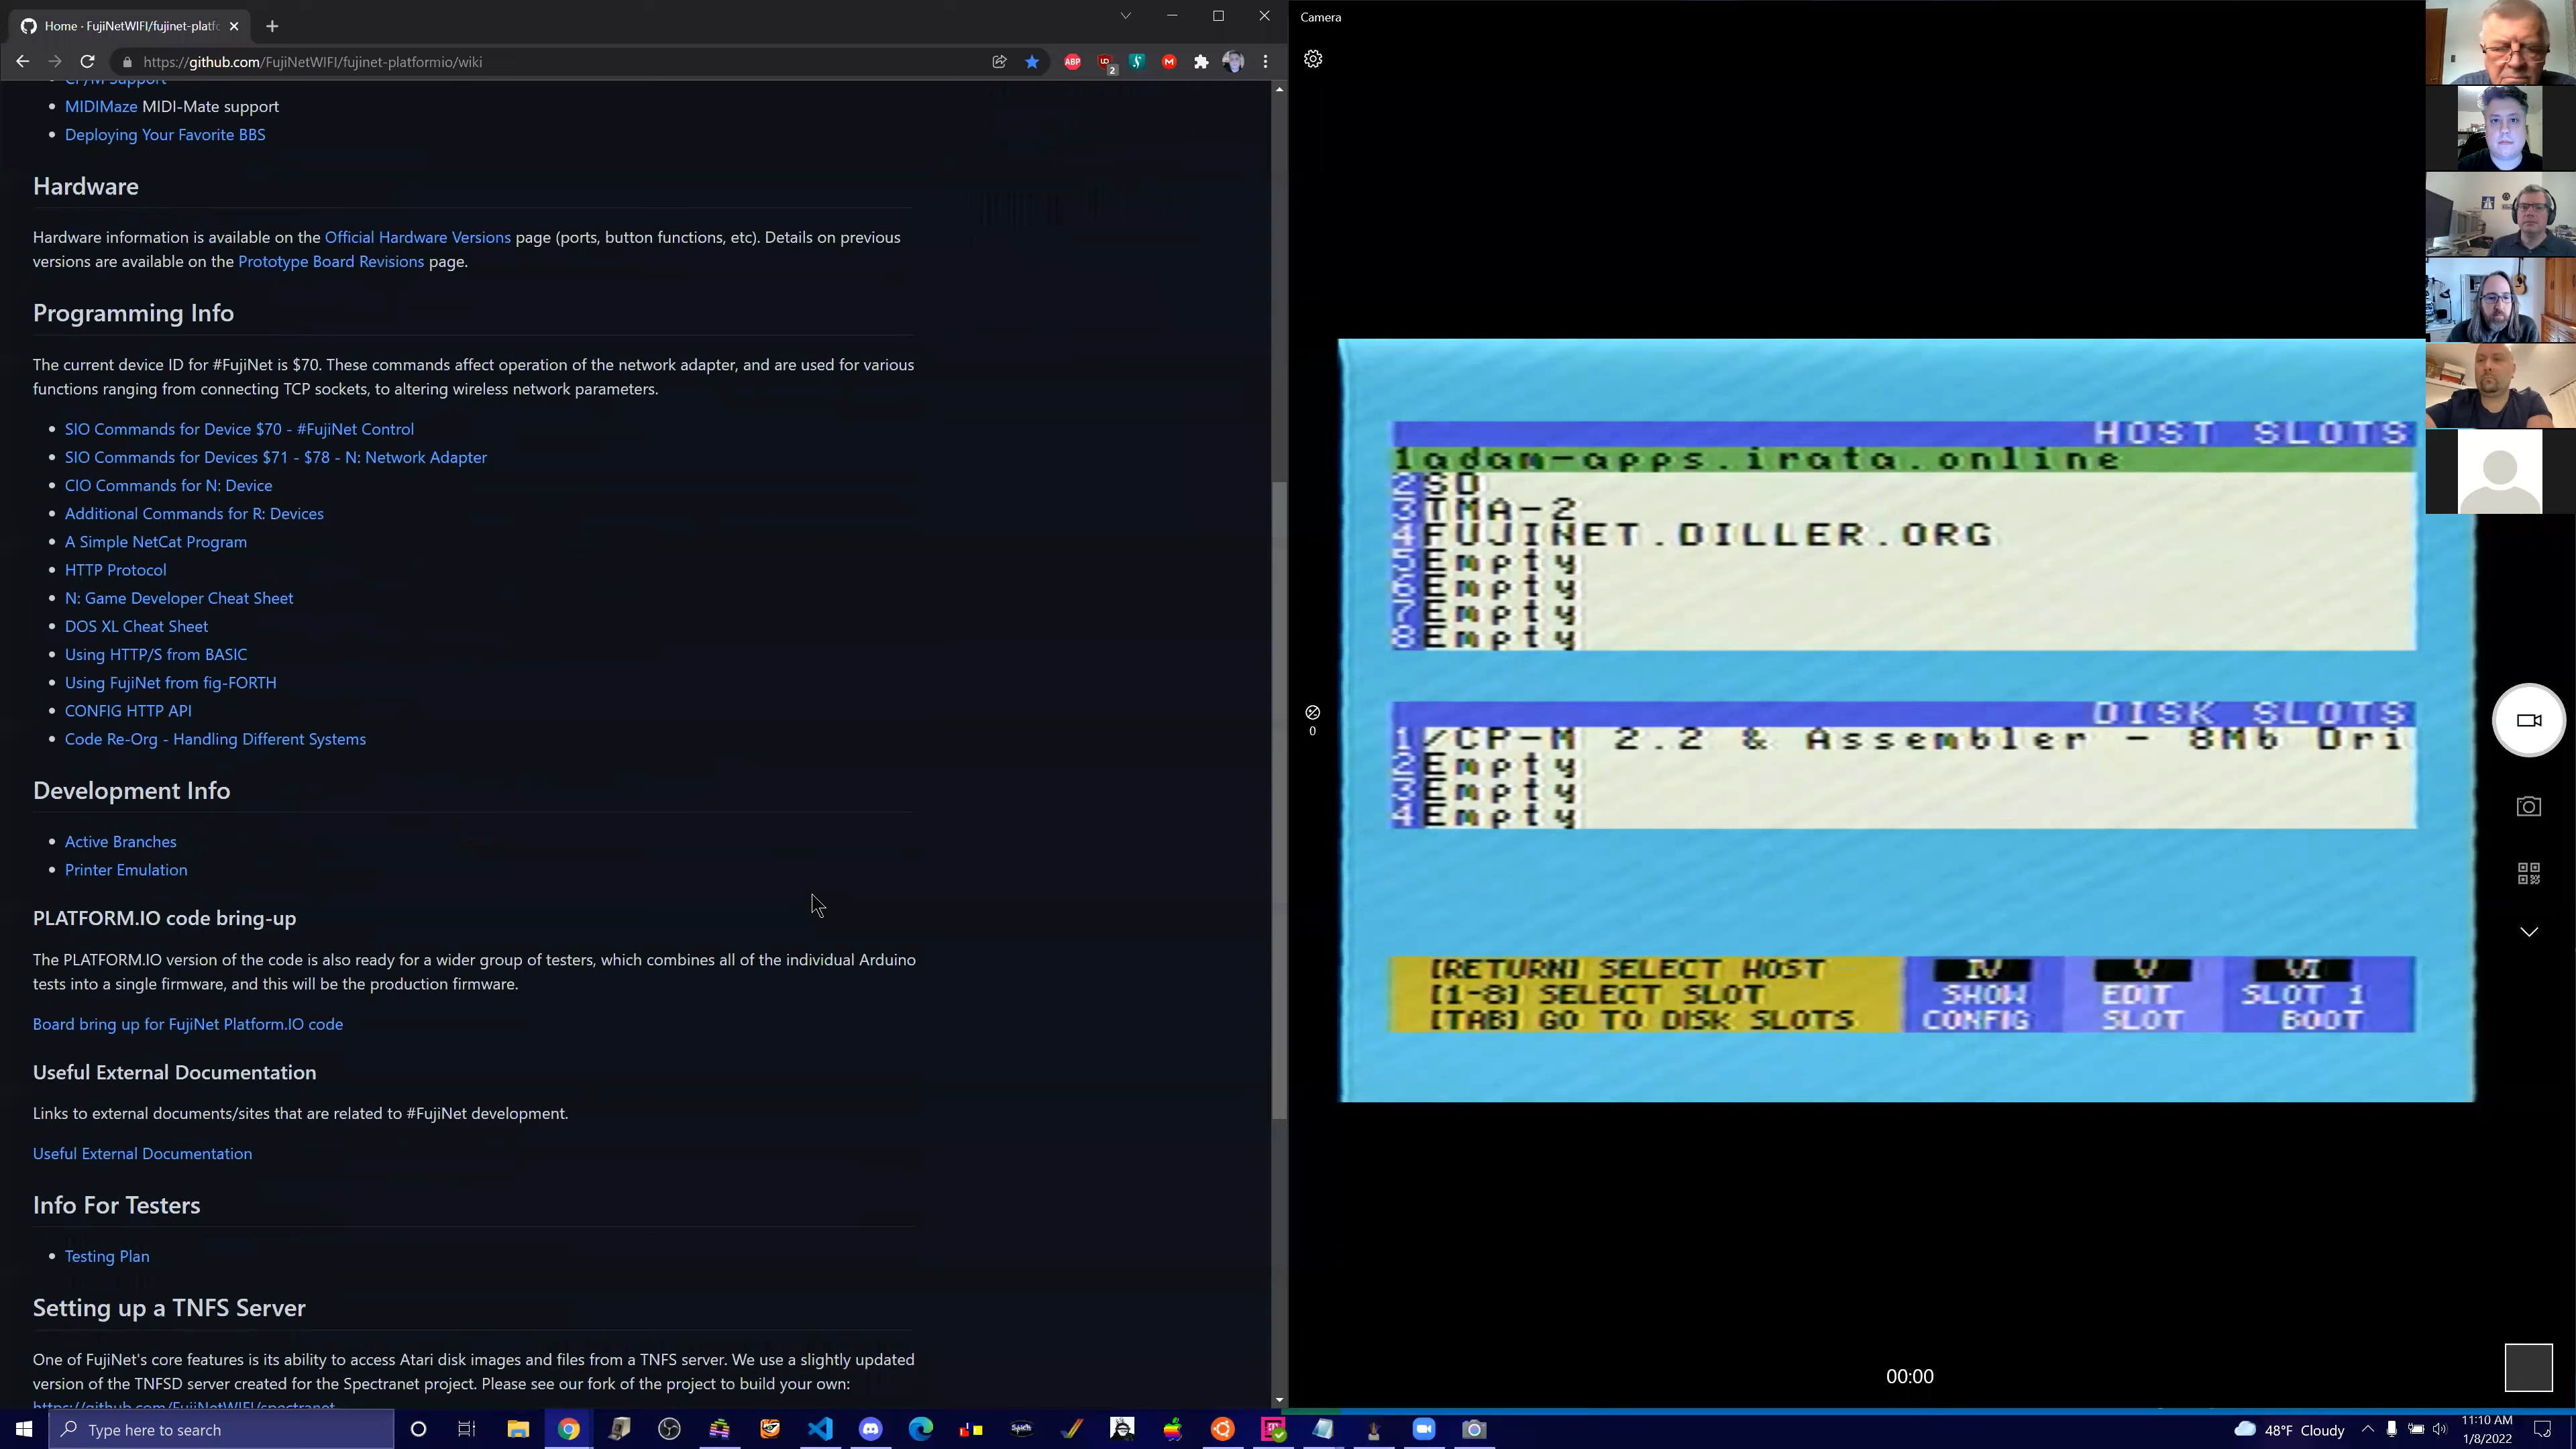 Home · FujiNetWIFI/fujinet-platfo
https://github.com/FujiNetWIFI/fujinet-platformio/wiki
ABP
2
CP/M Support
MIDIMaze MIDI-Mate support
Deploying Your Favorite BBS
Hardware
Hardware information is available on the Official Hardware Versions page (ports, button functions, etc). Details on previous
versions are available on the Prototype Board Revisions page.
Programming Info
The current device ID for #FujiNet is $70. These commands affect operation of the network adapter, and are used for various
functions ranging from connecting TCP sockets, to altering wireless network parameters.
SIO Commands for Device $70 - #FujiNet Control
SIO Commands for Devices $71 - $78 - N: Network Adapter
CIO Commands for N: Device
Additional Commands for R: Devices
A Simple NetCat Program
HTTP Protocol
N: Game Developer Cheat Sheet
DOS XL Cheat Sheet
Using HTTP/S from BASIC
Using FujiNet from fig-FORTH
CONFIG HTTP API
Code Re-Org - Handling Different Systems
Development Info
Active Branches
Printer Emulation
PLATFORM.IO code bring-up
The PLATFORM.IO version of the code is also ready for a wider group of testers, which combines all of the individual Arduino
tests into a single firmware, and this will be the production firmware.
Board bring up for FujiNet Platform.IO code
Useful External Documentation
Links to external documents/sites that are related to #FujiNet development.
Useful External Documentation
Info For Testers
Testing Plan
Setting up a TNFS Server
One of FujiNet's core features is its ability to access Atari disk images and files from a TNFS server. We use a slightly updated
version of the TNFSD server created for the Spectranet project. Please see our fork of the project to build your own:
https://github.com/FujiNetWIFI/spectranet
Camera
0
HOST SLOTS
1adam-apps.irata.online
2SD
3TMA-2
4FUJINET.DILLER.ORG
5Empty
6Empty
7Empty
8Empty
DISK SLOTS
1/CP-M 2.2 & Assembler - 8Mb Dri
2Empty
3Empty
4Empty
[RETURN] SELECT HOST
[1-8] SELECT SLOT
[TAB] GO TO DISK SLOTS
IV
SHOW
CONFIG
V
EDIT
SLOT
VI
SLOT 1
BOOT
00:00
Type here to search
48°F Cloudy
11:10 AM
1/8/2022